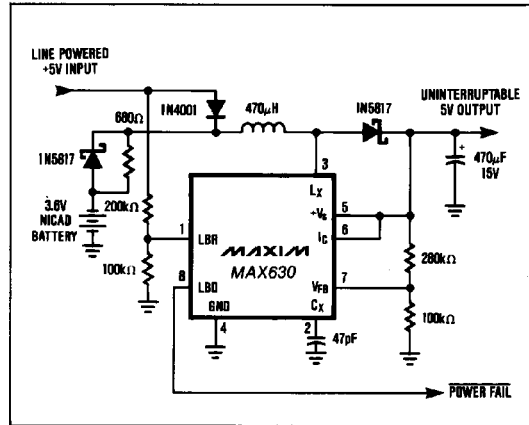 LINE POWERED
+5V INPUT
1N4001
470µH
1N5817
UNINTERRUPTABLE
5V OUTPUT
680Ω
1N5817
3
LX
470µF
15V
+
3.6V
NICAD
BATTERY
200kΩ
1
LBR
MAXIM
MAX630
+VS
5
IC
6
280kΩ
100kΩ
8
LBO
GND
VFB
7
CX
100kΩ
4
2
47pF
POWER FAIL